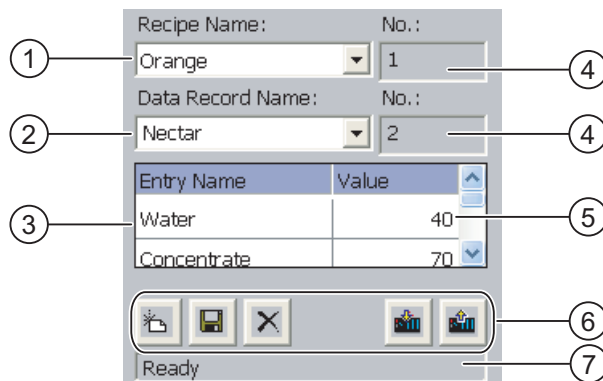 Recipe Name: No.:
1 Orange 1 4
Data Record Name: No.:
2 Nectar 2 4
Entry Name Value
3 Water 40 5
Concentrate 70
6
Ready 7